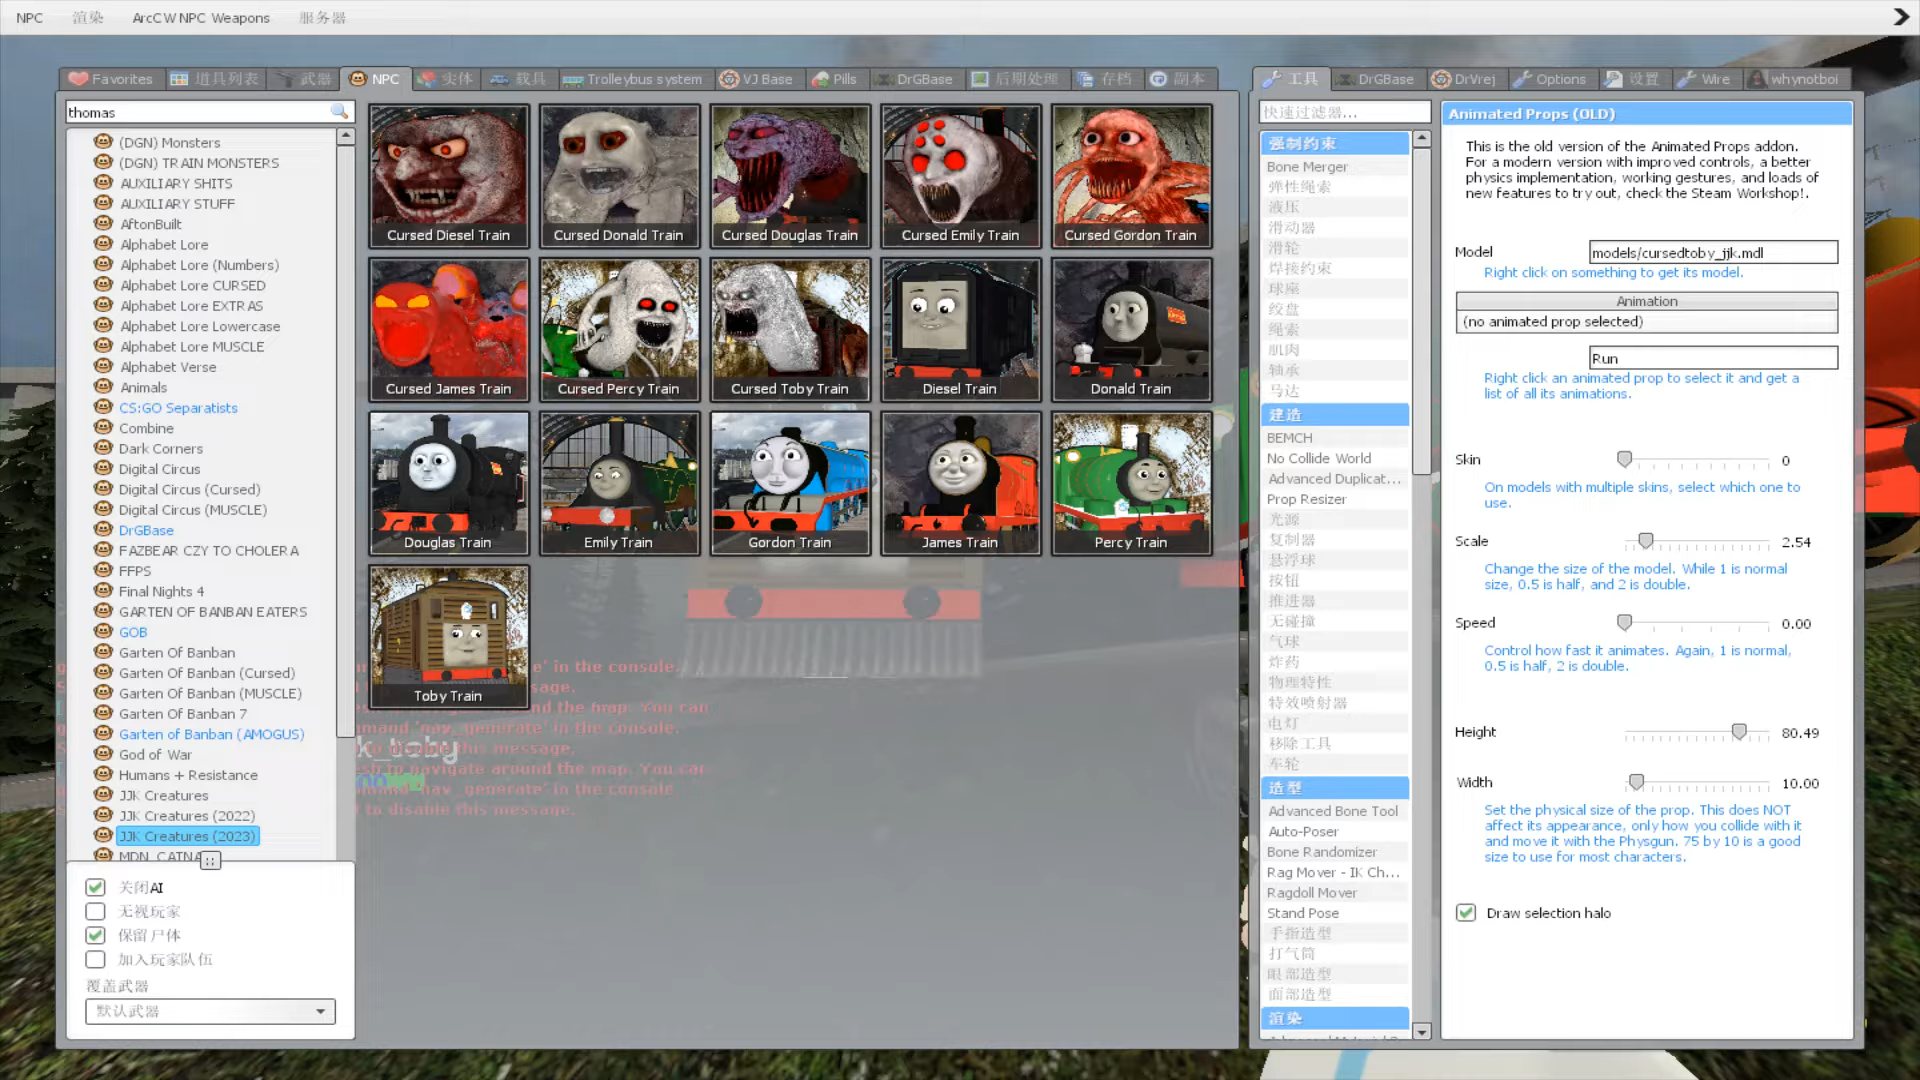 NPC
渲染
ArcCW NPC Weapons
服务器
Favorites
道具列表
武器
NPC
实体
载具
Trolleybus system
VJ Base
Pills
DrGBase
后期处理
存档
副本
thomas
(DGN) Monsters
(DGN) TRAIN MONSTERS
AUXILIARY SHITS
AUXILIARY STUFF
AftonBuilt
Alphabet Lore
Alphabet Lore (Numbers)
Alphabet Lore CURSED
Alphabet Lore EXTRAS
Alphabet Lore Lowercase
Alphabet Lore MUSCLE
Alphabet Verse
Animals
CS:GO Separatists
Combine
Dark Corners
Digital Circus
Digital Circus (Cursed)
Digital Circus (MUSCLE)
DrGBase
FAZBEAR CZY TO CHOLERA
FFPS
Final Nights 4
GARTEN OF BANBAN EATERS
GOB
Garten Of Banban
Garten Of Banban (Cursed)
Garten Of Banban (MUSCLE)
Garten Of Banban 7
Garten of Banban (AMOGUS)
God of War
Humans + Resistance
JJK Creatures
JJK Creatures (2022)
JJK Creatures (2023)
关闭AI
无视玩家
保留尸体
加入玩家队伍
覆盖武器
默认武器
Cursed Diesel Train
Cursed Donald Train
Cursed Douglas Train
Cursed Emily Train
Cursed Gordon Train
Cursed James Train
Cursed Percy Train
Cursed Toby Train
Diesel Train
Donald Train
Douglas Train
Emily Train
Gordon Train
James Train
Percy Train
Toby Train
' in the console.
around the map. You can
to navigate around the map. You can
to disable this message.
工具
DrGBase
DrVrej
Options
设置
Wire
whynotboi
快速过滤器...
强制约束
Bone Merger
弹性绳索
液压
滑动器
滑轮
焊接约束
球座
绞盘
绳索
肌肉
轴承
马达
建造
BEMCH
No Collide World
Advanced Duplicat...
Prop Resizer
光源
复制器
悬浮球
按钮
推进器
无碰撞
气球
炸药
物理特性
特效喷射器
电灯
移除工具
车轮
造型
Advanced Bone Tool
Auto-Poser
Bone Randomizer
Rag Mover - IK Ch...
Ragdoll Mover
Stand Pose
手指造型
打气筒
眼部造型
面部造型
渲染
Animated Props (OLD)
This is the old version of the Animated Props addon.
For a modern version with improved controls, a better
physics implementation, working gestures, and loads of
new features to try out, check the Steam Workshop!.
Model
models/cursedtoby_jjk.mdl
Right click on something to get its model.
Animation
(no animated prop selected)
Run
Right click an animated prop to select it and get a
list of all its animations.
Skin
0
On models with multiple skins, select which one to
use.
Scale
2.54
Change the size of the model. While 1 is normal
size, 0.5 is half, and 2 is double.
Speed
0.00
Control how fast it animates. Again, 1 is normal,
0.5 is half, 2 is double.
Height
80.49
Width
10.00
Set the physical size of the prop. This does NOT
affect its appearance, only how you collide with it
and move it with the Physgun. 75 by 10 is a good
size to use for most characters.
Draw selection halo